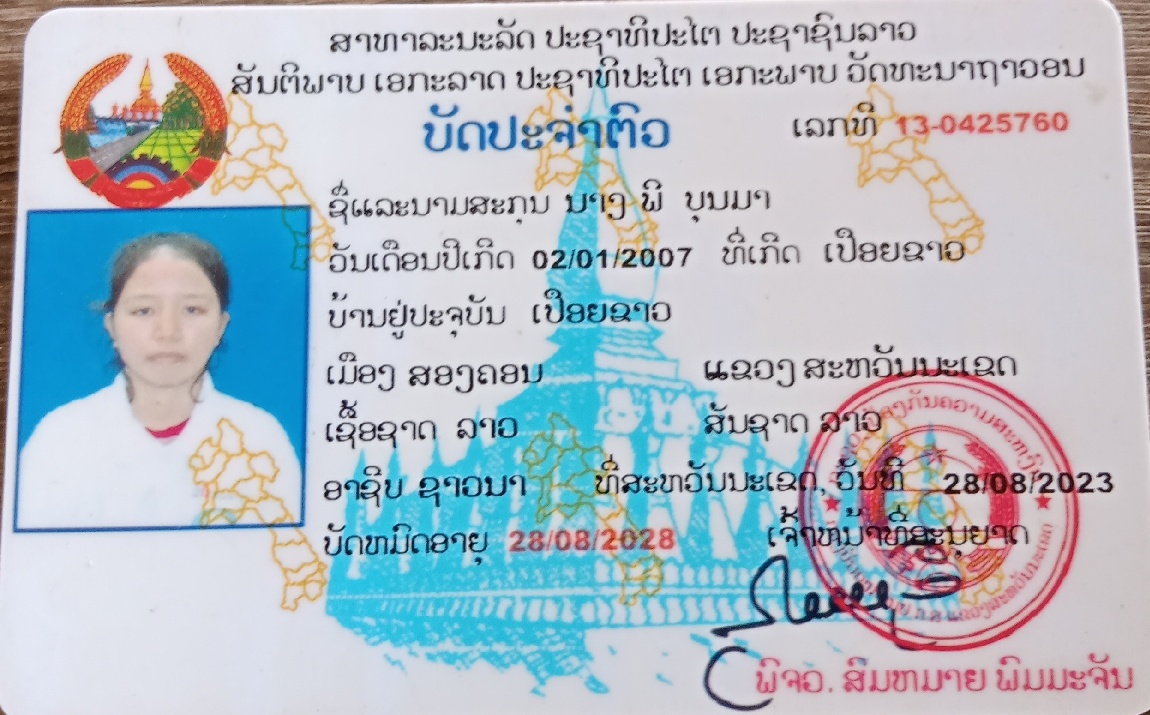 ສາທາລະນະລັດ ປະຊາທິປະໄຕ ປະຊາຊົນລາວ
ສັນຕິພາບ ເອກະລາດ ປະຊາທິປະໄຕ ເອກະພາບ ວັດທະນາຖາວອນ
ບັດປະຈຳຕົວ ເລກທີ 13-0425760
ຊື່ແລະນາມສະກຸນ ນາງ ພິ ບຸນມາ
ວັນເດືອນປີເກີດ 02/01/2007 ທີ່ເກີດ ເປືອຍຂາວ
ບ້ານຢູ່ປະຈຸບັນ ເປືອຍຂາວ
ເມືອງ ສອງຄອນ ແຂວງ ສະຫວັນນະເຂດ
ເຊື້ອຊາດ ລາວ ສັນຊາດ ລາວ
ອາຊີບ ຊາວນາ ທີ່ສະຫວັນນະເຂດ, ວັນທີ 28/08/2023
ບັດຫມົດອາຍຸ 28/08/2028 ເຈົ້າຫນ້າທີ່ອະນຸຍາດ
ພິຈວ. ສົມຫມາຍ ພິມມະຈັນ